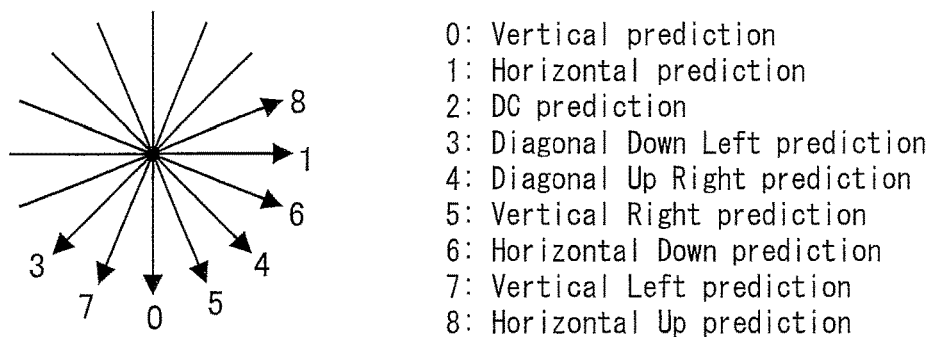 0: Vertical prediction
1: Horizontal prediction
2: DC prediction
3: Diagonal Down Left prediction
4: Diagonal Up Right prediction
5: Vertical Right prediction
6: Horizontal Down prediction
7: Vertical Left prediction
8: Horizontal Up prediction
8
1
6
4
3
7
0
5